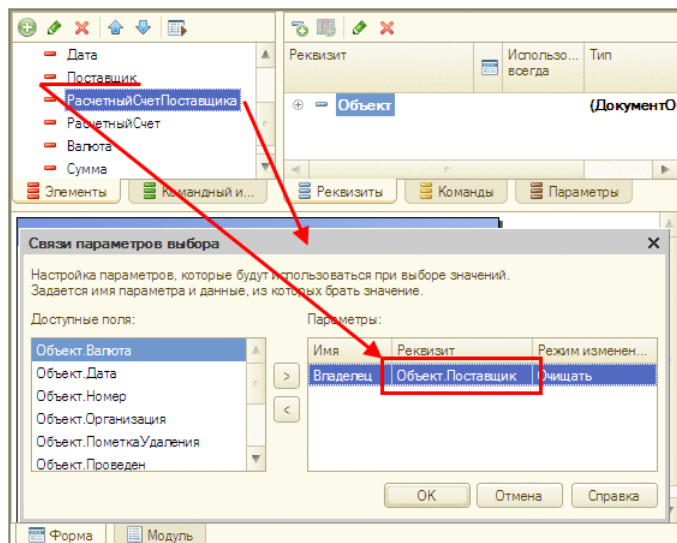 Дата
Поставщик
РасчетныйСчетПоставщика
РасчетныйСчет
Валюта
Сумма
Элементы
Командный и...
Реквизит
Использо...
всегда
Тип
Объект
(ДокументО
Реквизиты
Команды
Параметры
Связи параметров выбора
Настройка параметров, которые будут использоваться при выборе значений.
Задается имя параметра и данные, из которых брать значение.
Доступные поля:
Параметры:
Объект.Валюта
Объект.Дата
Объект.Номер
Объект.Организация
Объект.ПометкаУдаления
Объект.Проведен
Имя
Реквизит
Режим изменен...
Владелец
Объект.Поставщик
Очищать
ОК
Отмена
Справка
Форма
Модуль